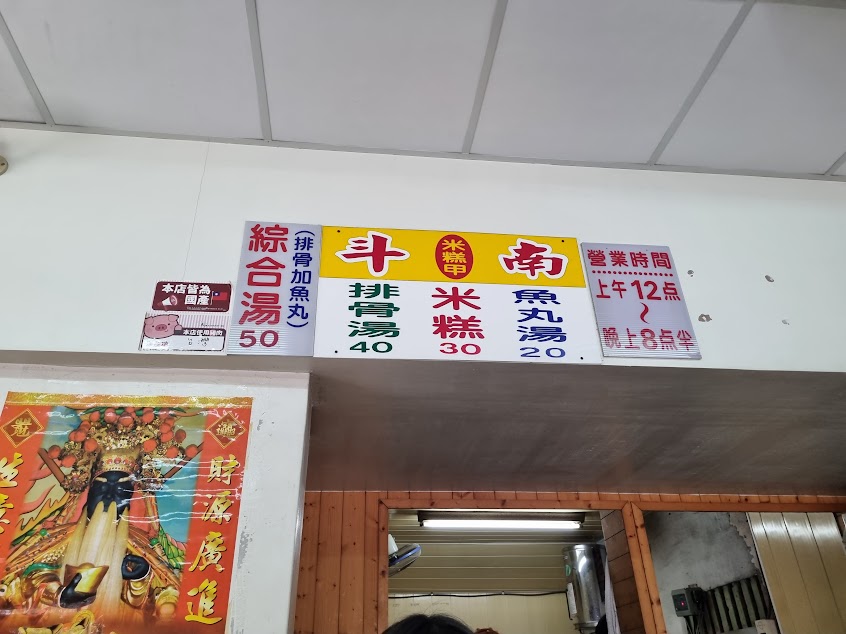 綜合湯
(排骨加魚丸)
50
斗
米糕甲
南
排骨湯
40
米糕
30
魚丸湯
20
營業時間
上午12点
~
晚上8点半
本店皆為
國產
本店使用豬肉
財源廣進